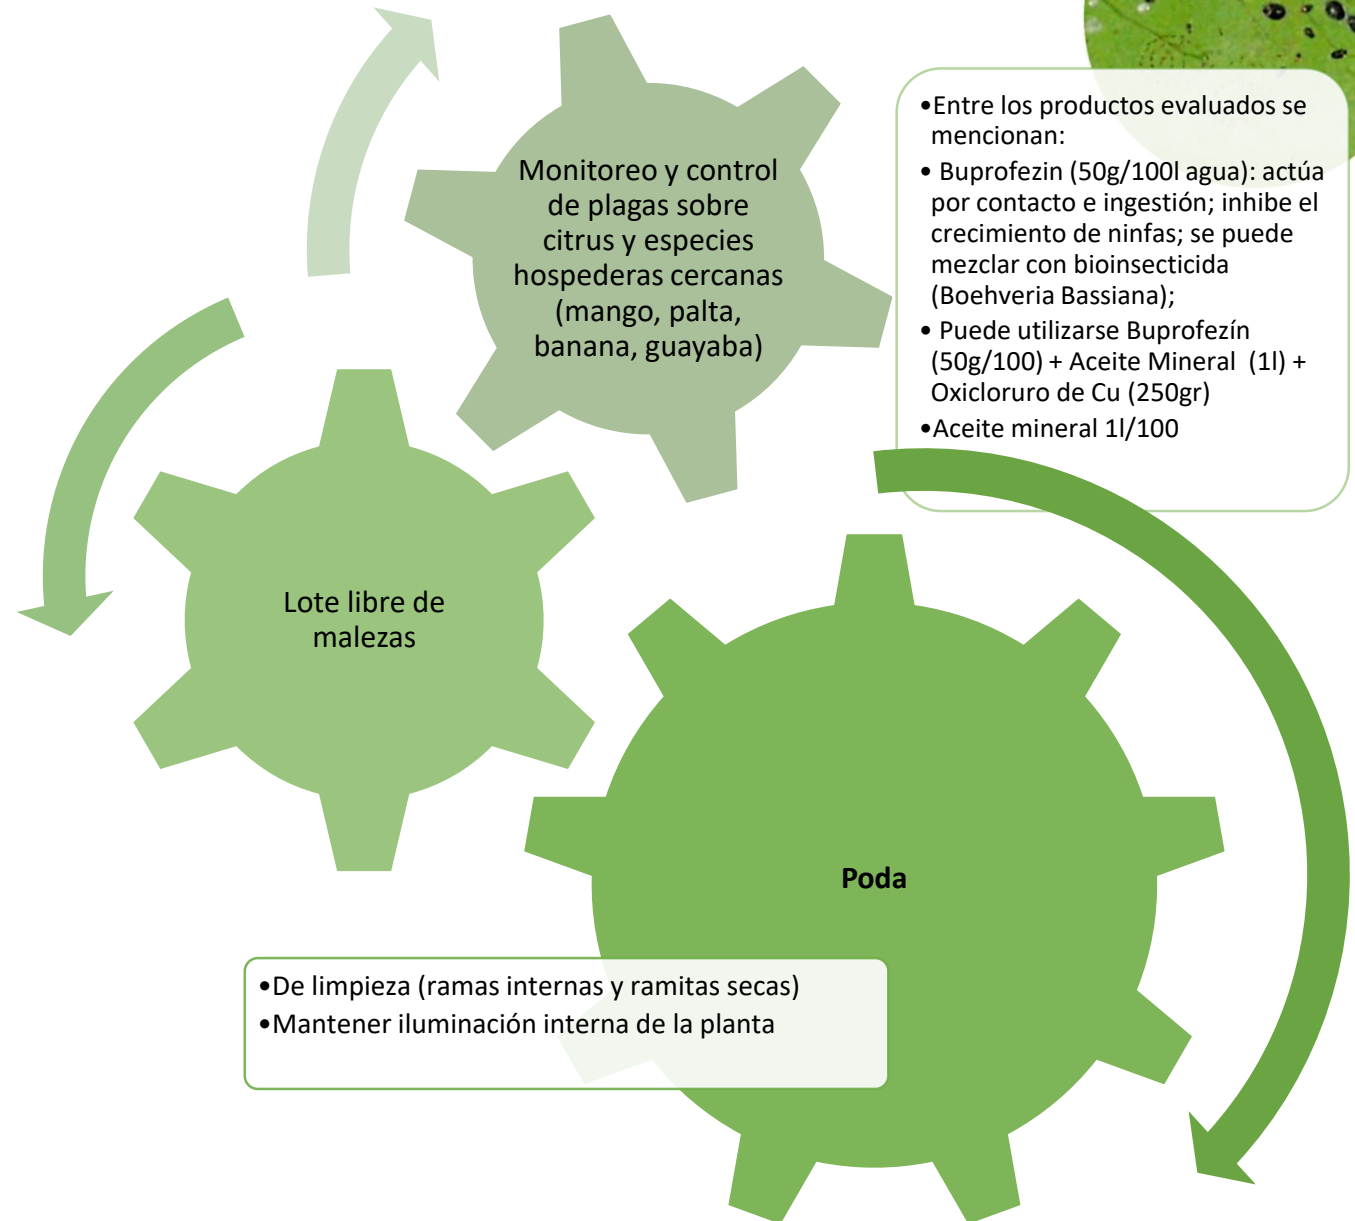 Monitoreo y control
de plagas sobre
citrus y especies
hospederas cercanas
(mango, palta,
banana, guayaba)
•Entre los productos evaluados se
mencionan:
• Buprofezin (50g/100l agua): actúa
por contacto e ingestión; inhibe el
crecimiento de ninfas; se puede
mezclar con bioinsecticida
(Boehveria Bassiana);
• Puede utilizarse Buprofezín
(50g/100) + Aceite Mineral (1l) +
Oxicloruro de Cu (250gr)
•Aceite mineral 1l/100
Lote libre de
malezas
Poda
•De limpieza (ramas internas y ramitas secas)
•Mantener iluminación interna de la planta